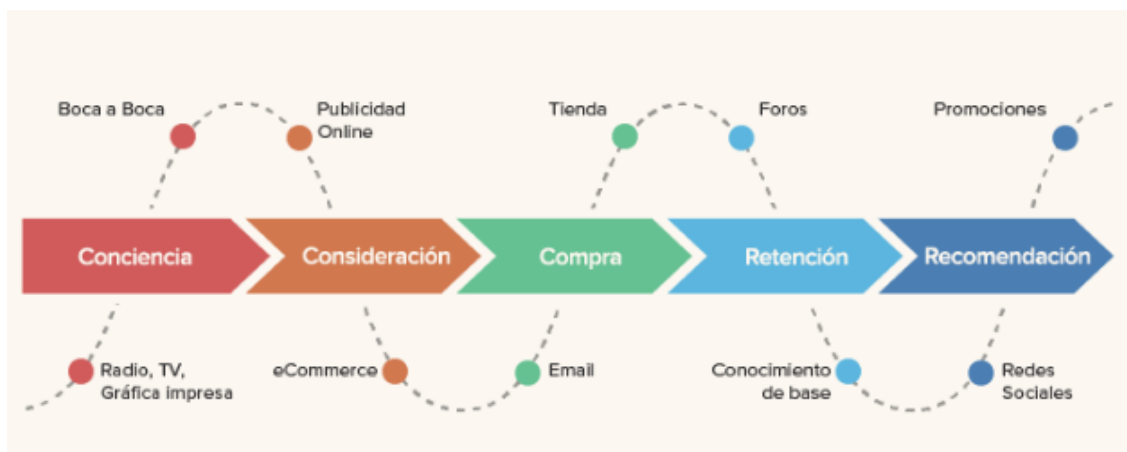 Boca a Boca
Publicidad
Online
Tienda
Foros
Promociones
Conciencia
Consideración
Compra
Retención
Recomendación
Radio, TV,
Gráfica impresa
eCommerce
Email
Conocimiento
de base
Redes
Sociales